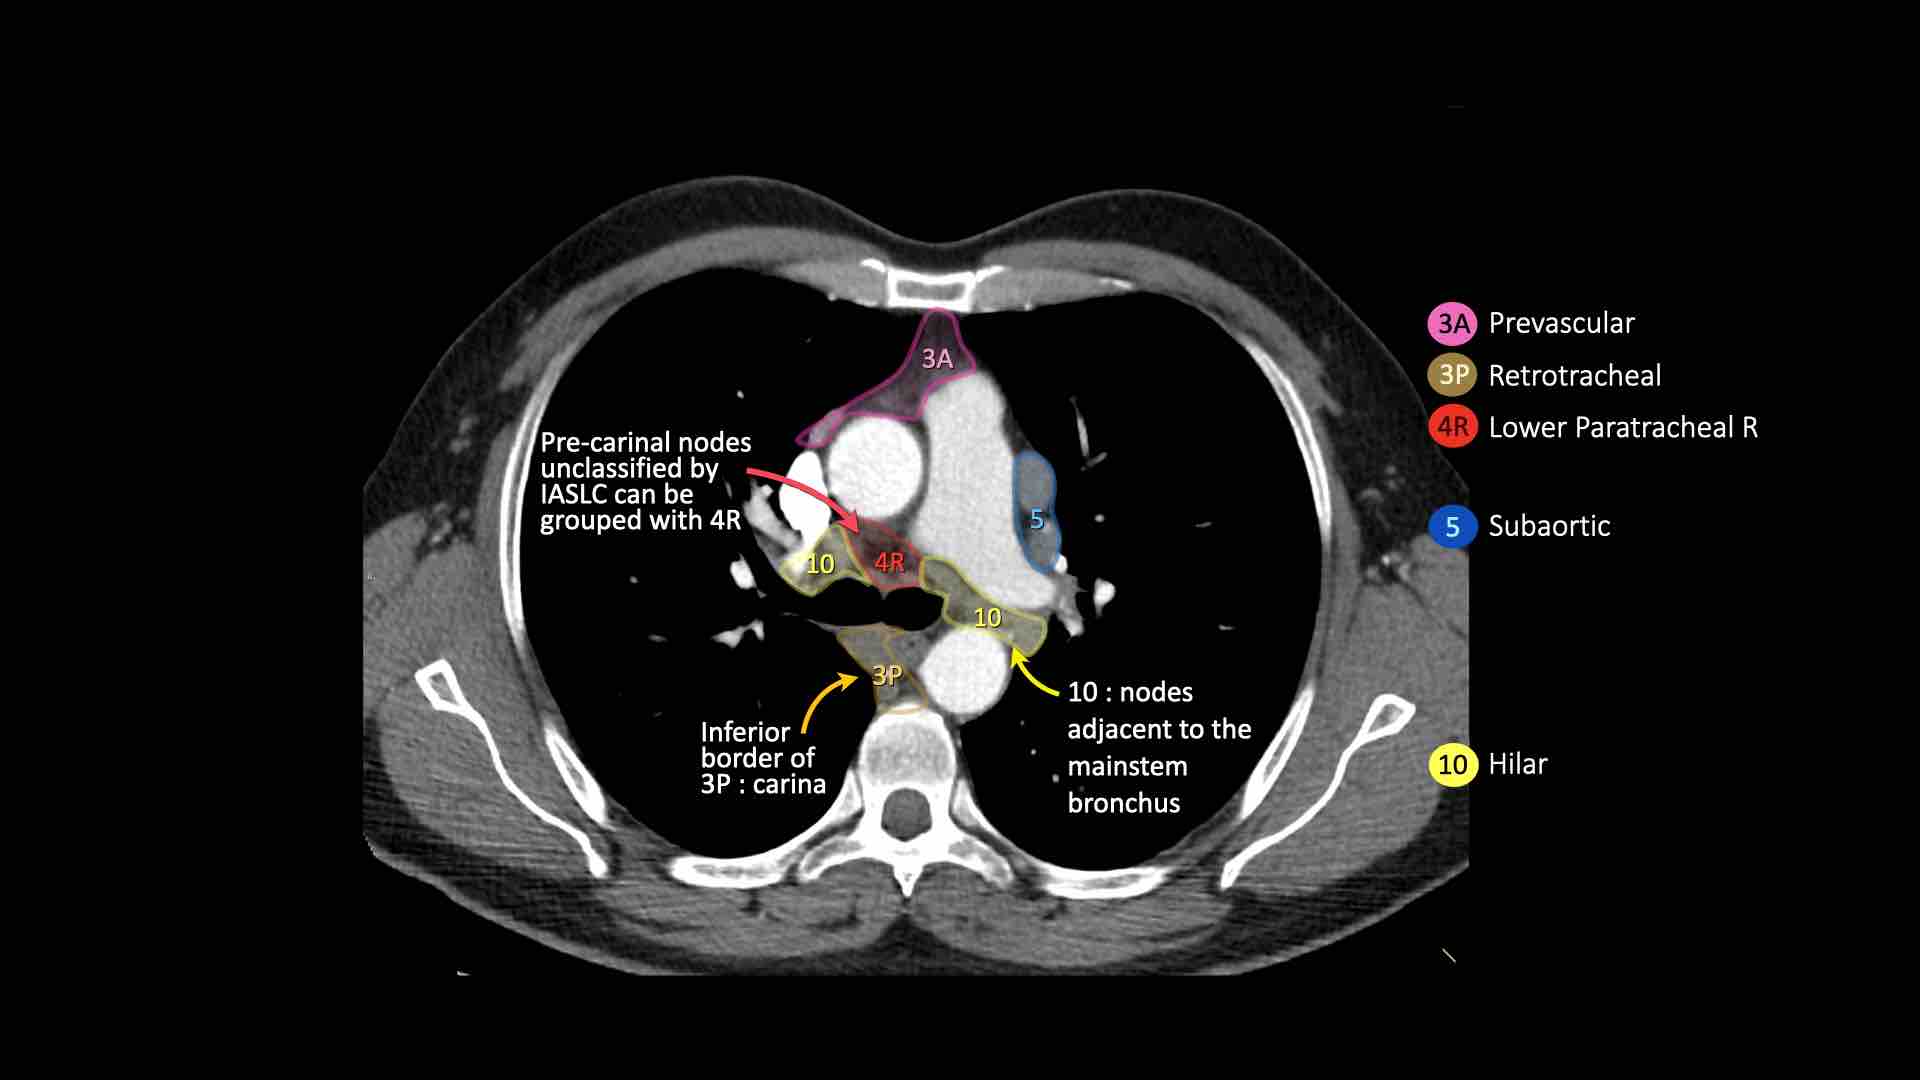 3A
Pre-carinal nodes
unclassified by
IASLC can be
grouped with 4R
5
10
4R
10
3P
Inferior
border of
3P : carina
10 : nodes
adjacent to the
mainstem
bronchus
3A Prevascular
3P Retrotracheal
4R Lower Paratracheal R
5 Subaortic
10 Hilar